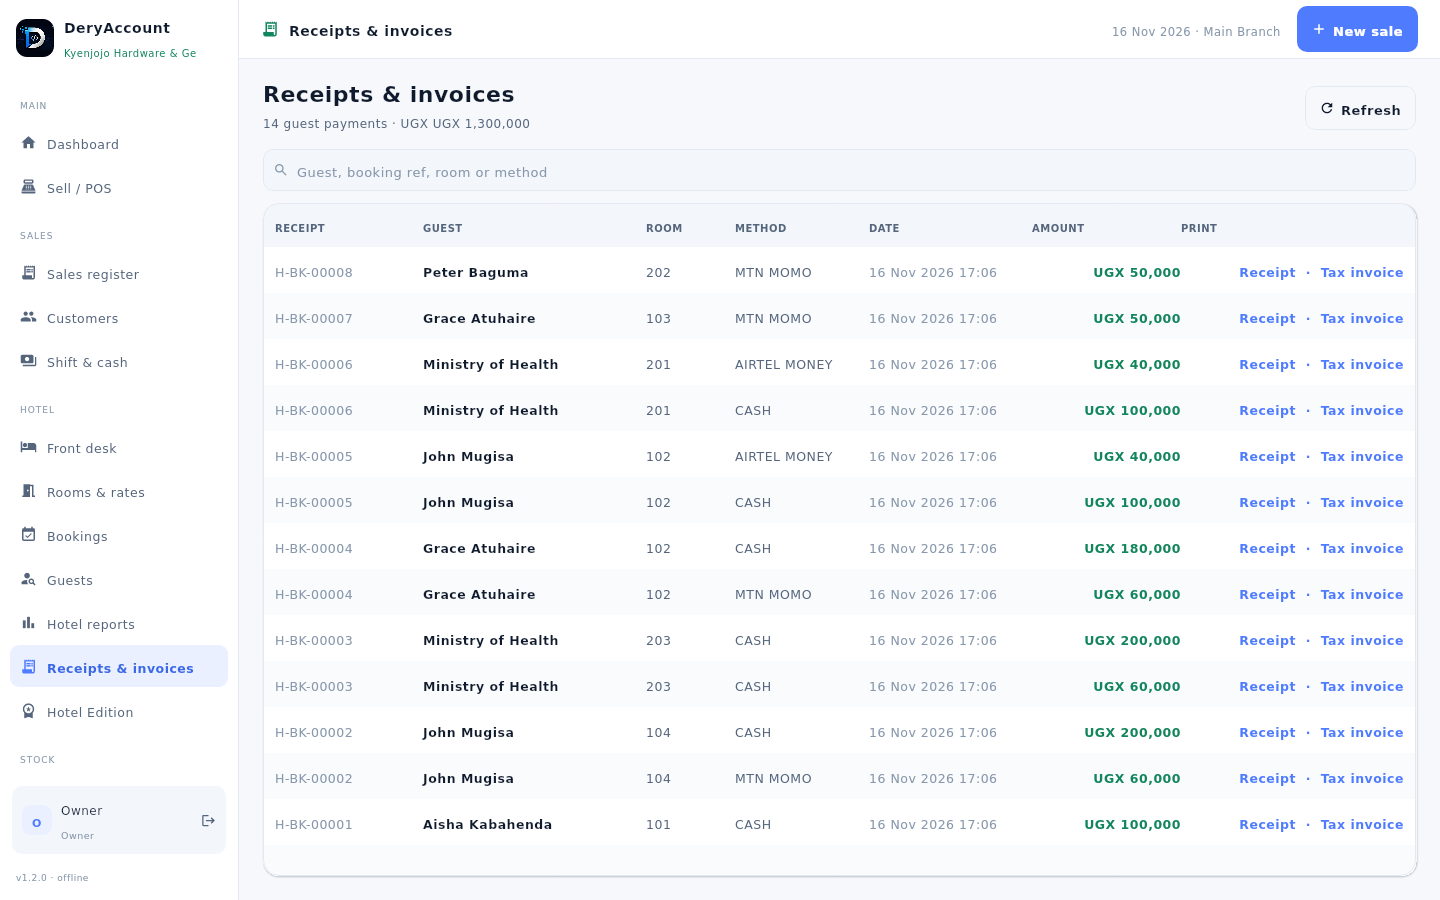 DeryAccount
Kyenjojo Hardware & Ge
MAIN
Dashboard
Sell / POS
SALES
Sales register
Customers
Shift & cash
HOTEL
Front desk
Rooms & rates
Bookings
Guests
Hotel reports
Receipts & invoices
Hotel Edition
STOCK
O
Owner
Owner
v1.2.0 · offline
Receipts & invoices
16 Nov 2026 · Main Branch
+ New sale
Receipts & invoices
14 guest payments · UGX UGX 1,300,000
Refresh
Guest, booking ref, room or method
RECEIPT GUEST ROOM METHOD DATE AMOUNT PRINT
H-BK-00008 Peter Baguma 202 MTN MOMO 16 Nov 2026 17:06 UGX 50,000 Receipt · Tax invoice
H-BK-00007 Grace Atuhaire 103 MTN MOMO 16 Nov 2026 17:06 UGX 50,000 Receipt · Tax invoice
H-BK-00006 Ministry of Health 201 AIRTEL MONEY 16 Nov 2026 17:06 UGX 40,000 Receipt · Tax invoice
H-BK-00006 Ministry of Health 201 CASH 16 Nov 2026 17:06 UGX 100,000 Receipt · Tax invoice
H-BK-00005 John Mugisa 102 AIRTEL MONEY 16 Nov 2026 17:06 UGX 40,000 Receipt · Tax invoice
H-BK-00005 John Mugisa 102 CASH 16 Nov 2026 17:06 UGX 100,000 Receipt · Tax invoice
H-BK-00004 Grace Atuhaire 102 CASH 16 Nov 2026 17:06 UGX 180,000 Receipt · Tax invoice
H-BK-00004 Grace Atuhaire 102 MTN MOMO 16 Nov 2026 17:06 UGX 60,000 Receipt · Tax invoice
H-BK-00003 Ministry of Health 203 CASH 16 Nov 2026 17:06 UGX 200,000 Receipt · Tax invoice
H-BK-00003 Ministry of Health 203 CASH 16 Nov 2026 17:06 UGX 60,000 Receipt · Tax invoice
H-BK-00002 John Mugisa 104 CASH 16 Nov 2026 17:06 UGX 200,000 Receipt · Tax invoice
H-BK-00002 John Mugisa 104 MTN MOMO 16 Nov 2026 17:06 UGX 60,000 Receipt · Tax invoice
H-BK-00001 Aisha Kabahenda 101 CASH 16 Nov 2026 17:06 UGX 100,000 Receipt · Tax invoice